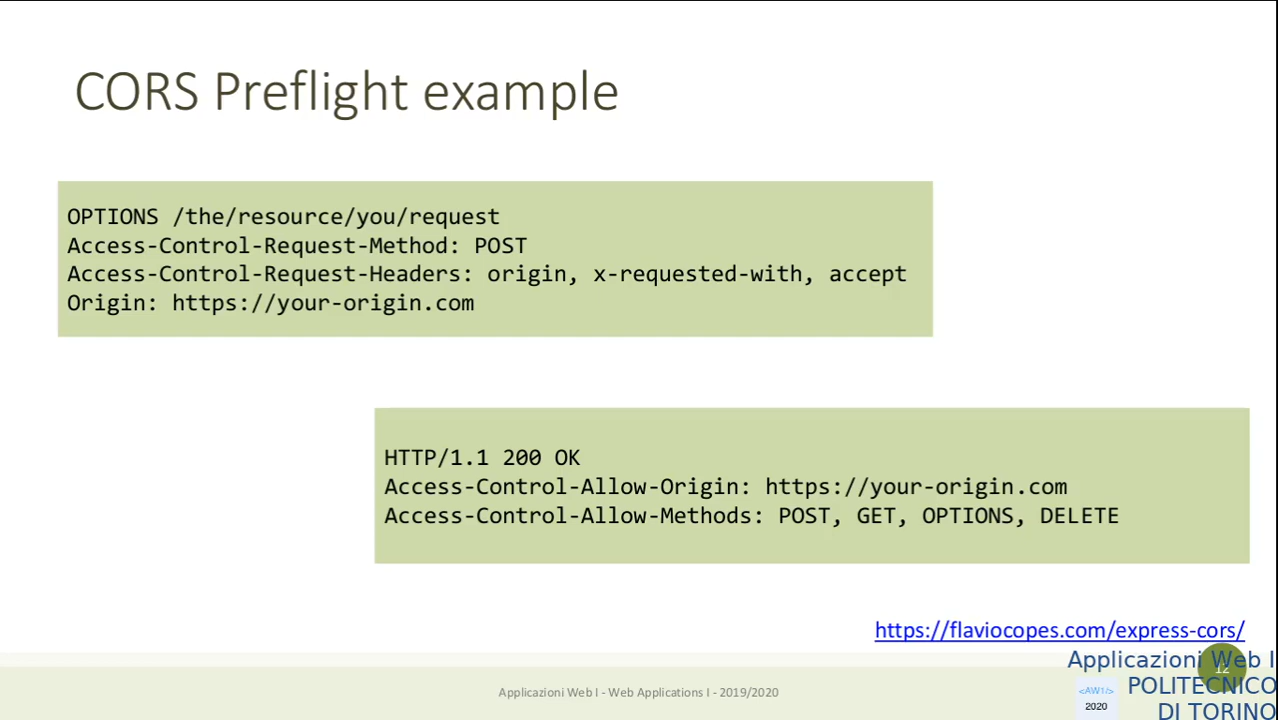 CORS Preflight example
OPTIONS /the/resource/you/request
Access-Control-Request-Method: POST
Access-Control-Request-Headers: origin, x-requested-with, accept
Origin: https://your-origin.com
HTTP/1.1 200 OK
Access-Control-Allow-Origin: https://your-origin.com
Access-Control-Allow-Methods: POST, GET, OPTIONS, DELETE
https://flaviocopes.com/express-cors/
Applicazioni Web I - Web Applications I - 2019/2020
12
Applicazioni Web I
POLITECNICO
DI TORINO
<AW1/>
2020